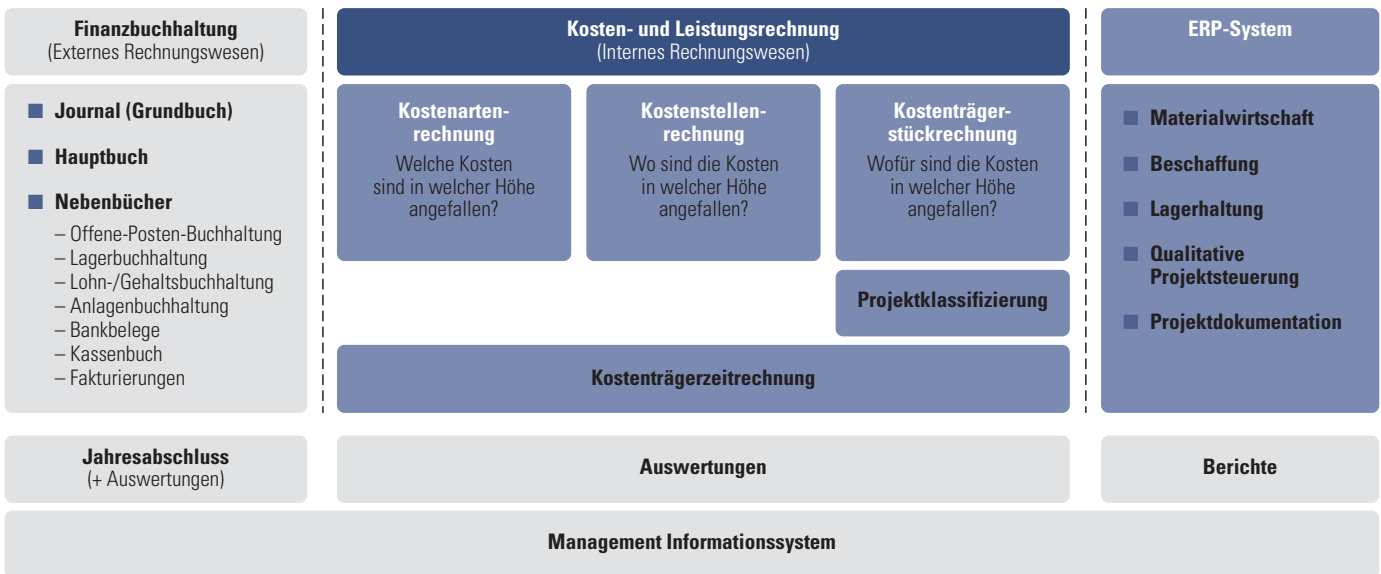 Finanzbuchhaltung
(Externes Rechnungswesen)
Journal (Grundbuch)
Hauptbuch
Nebenbücher
– Offene-Posten-Buchhaltung
– Lagerbuchhaltung
– Lohn-/Gehaltsbuchhaltung
– Anlagenbuchhaltung
– Bankbelege
– Kassenbuch
– Fakturierungen
Jahresabschluss
(+ Auswertungen)
Kosten- und Leistungsrechnung
(Internes Rechnungswesen)
Kostenarten-
rechnung
Welche Kosten
sind in welcher Höhe
angefallen?
Kostenstellen-
rechnung
Wo sind die Kosten
in welcher Höhe
angefallen?
Kostenträger-
stückrechnung
Wofür sind die Kosten
in welcher Höhe
angefallen?
Projektklassifizierung
Kostenträgerzeitrechnung
Auswertungen
ERP-System
Materialwirtschaft
Beschaffung
Lagerhaltung
Qualitative
Projektsteuerung
Projektdokumentation
Berichte
Management Informationssystem